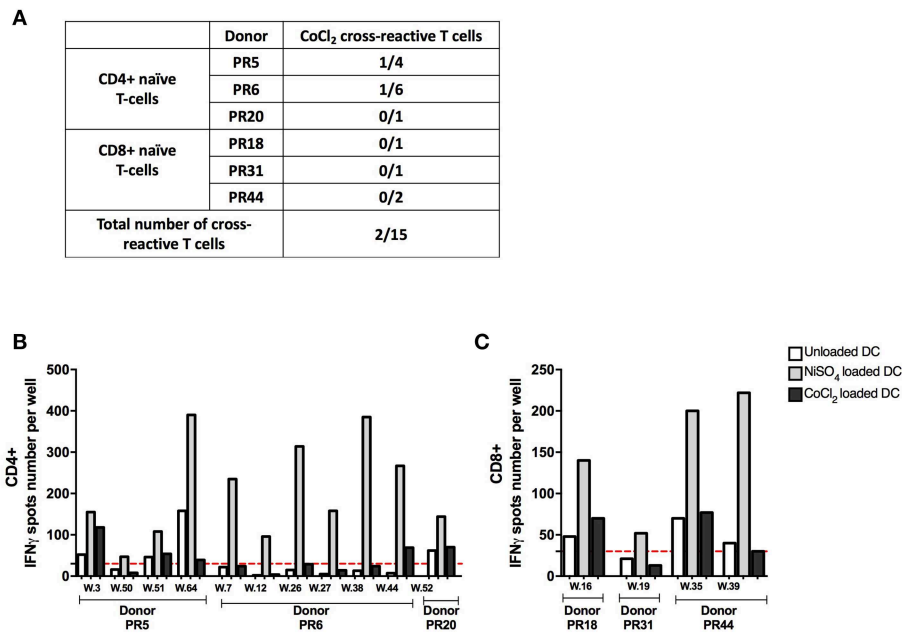 A
Donor CoCl2 cross-reactive T cells
CD4+ naïve
T-cells
PR5 1/4
PR6 1/6
PR20 0/1
CD8+ naïve
T-cells
PR18 0/1
PR31 0/1
PR44 0/2
Total number of cross-
reactive T cells
2/15
B
CD4+
IFNγ spots number per well
500
400
300
200
100
0
W.3 W.50 W.51 W.64 W.7 W.12 W.26 W.27 W.38 W.44 W.52
Donor
PR5
Donor
PR6
Donor
PR20
C
CD8+
IFNγ spots number per well
250
200
150
100
50
0
W.16 W.19 W.35 W.39
Donor
PR18
Donor
PR31
Donor
PR44
Unloaded DC
NiSO4 loaded DC
CoCl2 loaded DC